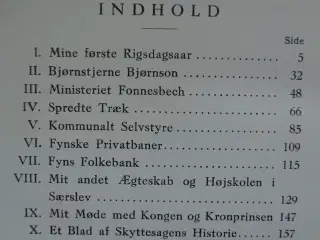 INDHOLD
Side
I. Mine første Rigsdagsaar 5
II. Bjørnstjerne Bjørnson 32
III. Ministeriet Fonnesbech 48
IV. Spredte Træk 66
V. Kommunalt Selvstyre 85
VI. Fynske Privatbaner 109
VII. Fyns Folkebank 115
VIII. Mit andet Ægteskab og Højskolen i
Særslev 129
IX. Mit Møde med Kongen og Kronprinsen 147
X. Et Blad af Skyttesagens Historie 157